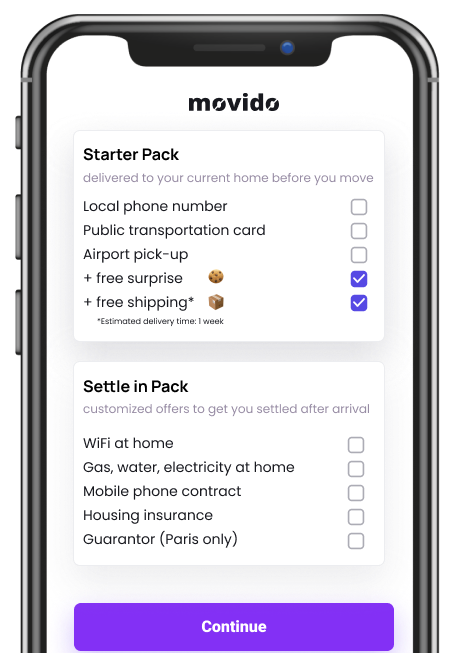 movido
Starter Pack
delivered to your current home before you move
Local phone number
Public transportation card
Airport pick-up
+ free surprise
+ free shipping*
*Estimated delivery time: 1 week
Settle in Pack
customized offers to get you settled after arrival
WiFi at home
Gas, water, electricity at home
Mobile phone contract
Housing insurance
Guarantor (Paris only)
Continue